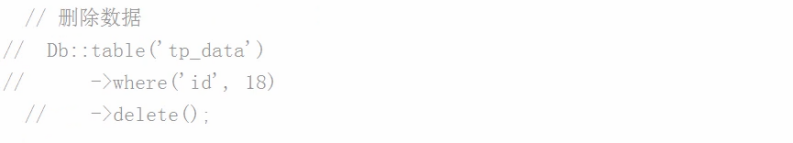 // 删除数据
//  Db::table('tp_data')
//      ->where('id', 18)
//    ->delete();